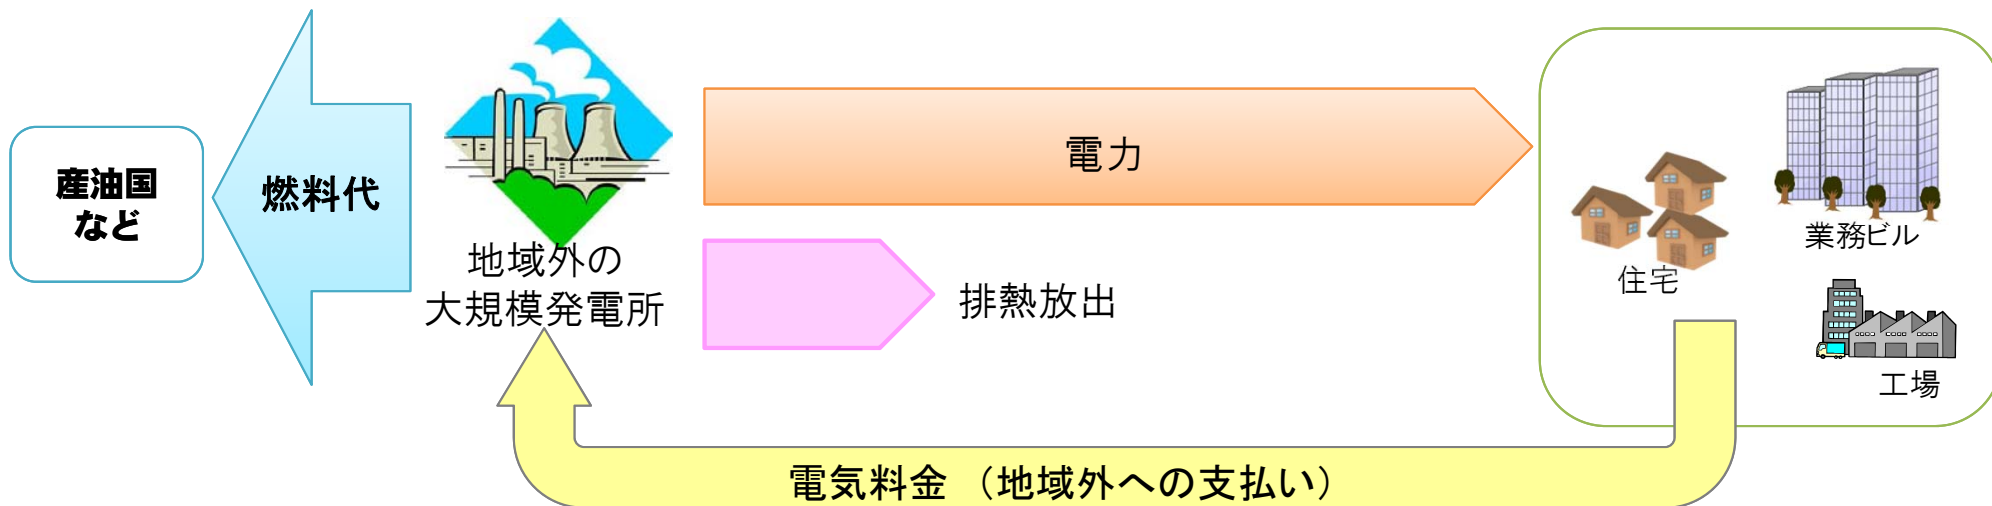 産油国
など
燃料代
地域外の
大規模発電所
電力
排熱放出
住宅
業務ビル
工場
電気料金 （地域外への支払い）